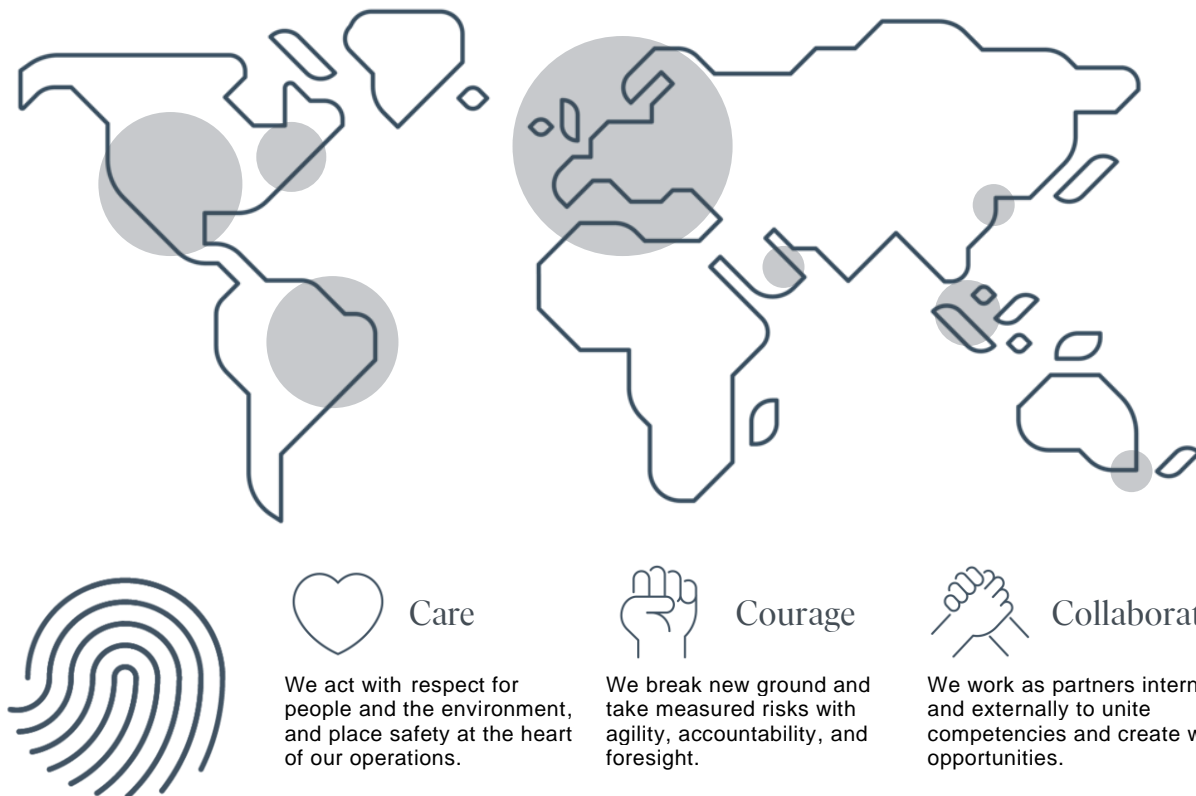 Care
We act with respect for
people and the environment,
and place safety at the heart
of our operations.
Courage
We break new ground and
take measured risks with
agility, accountability, and
foresight.
We work as partners
and externally to unite
competencies and create
opportunities.